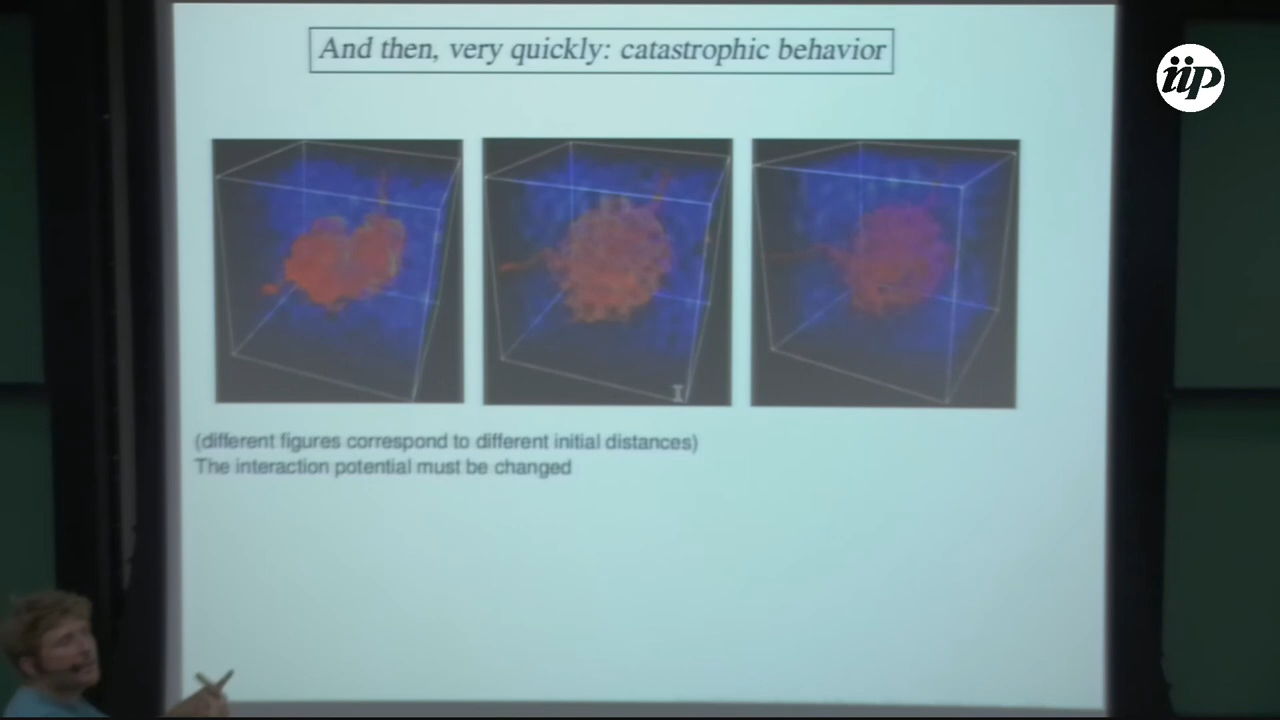 And then, very quickly: catastrophic behavior
iip
(different figures correspond to different initial distances)
The interaction potential must be changed